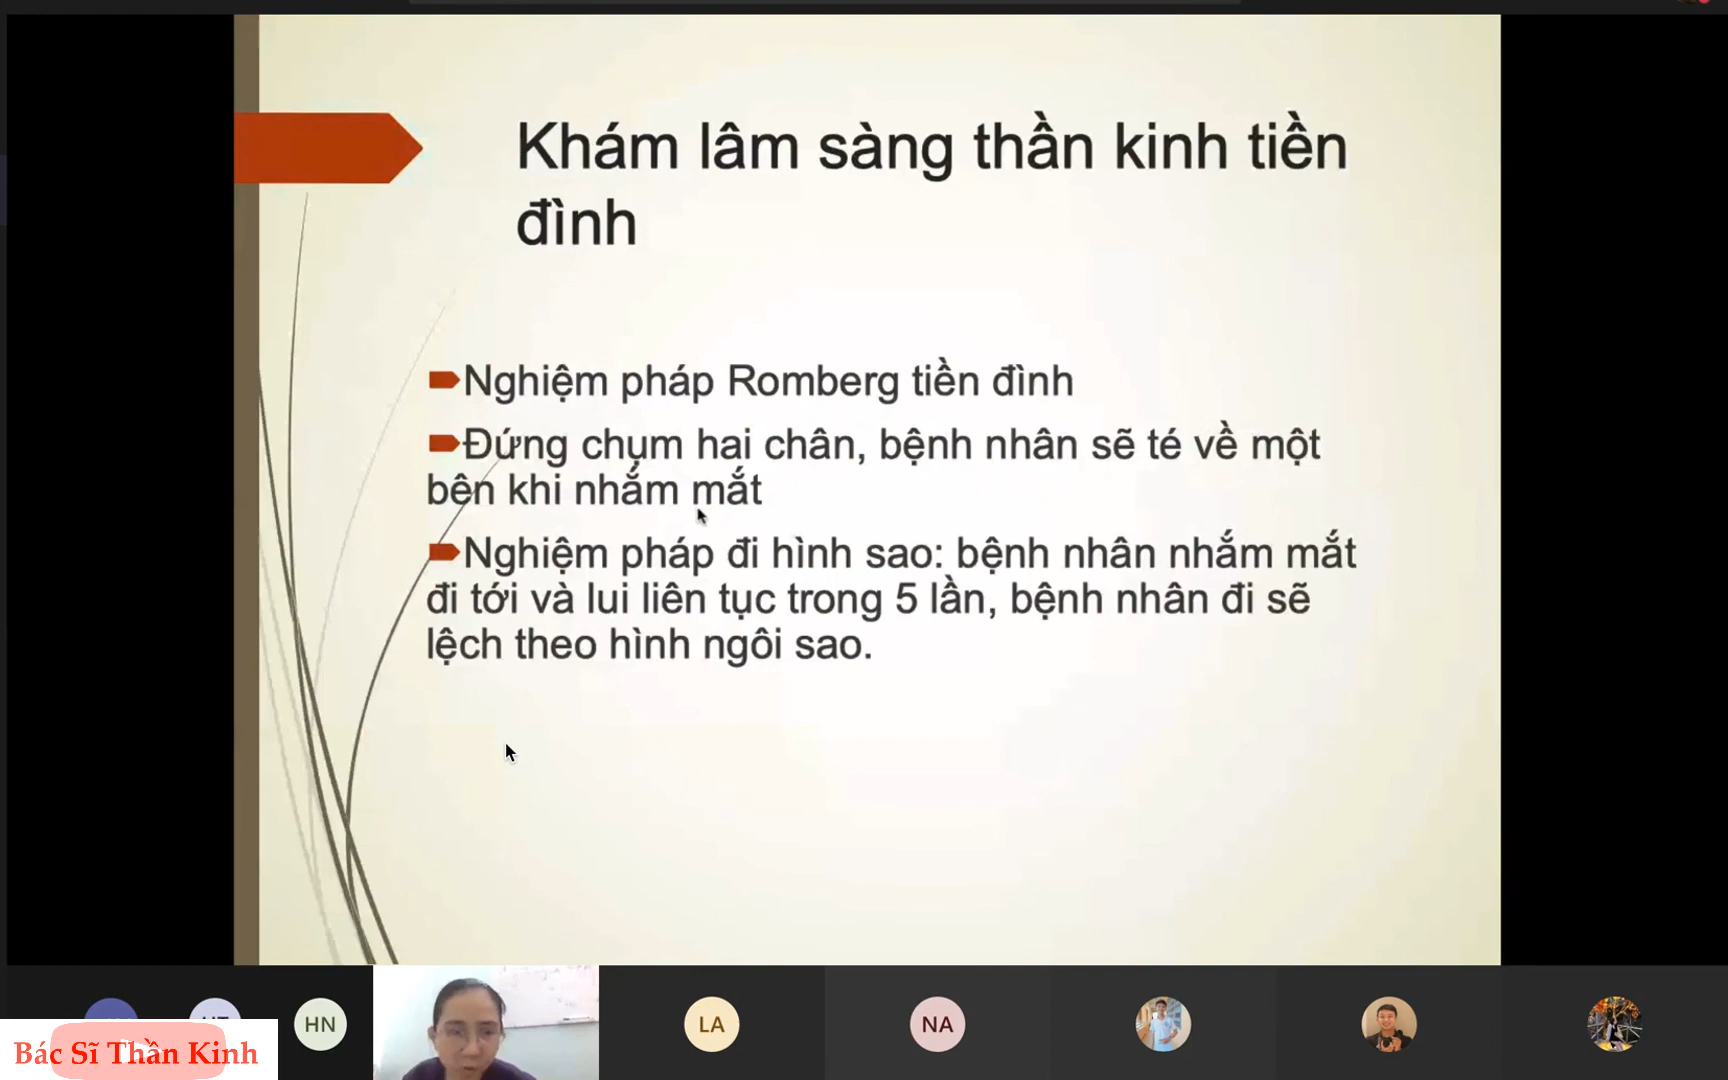 Khám lâm sàng thần kinh tiền
đình
Nghiệm pháp Romberg tiền đình
Đứng chụm hai chân, bệnh nhân sẽ té về một
bên khi nhắm mắt
Nghiệm pháp đi hình sao: bệnh nhân nhắm mắt
đi tới và lui liên tục trong 5 lần, bệnh nhân đi sẽ
lệch theo hình ngôi sao.
HN
LA
NA
Bác Sĩ Thần Kinh